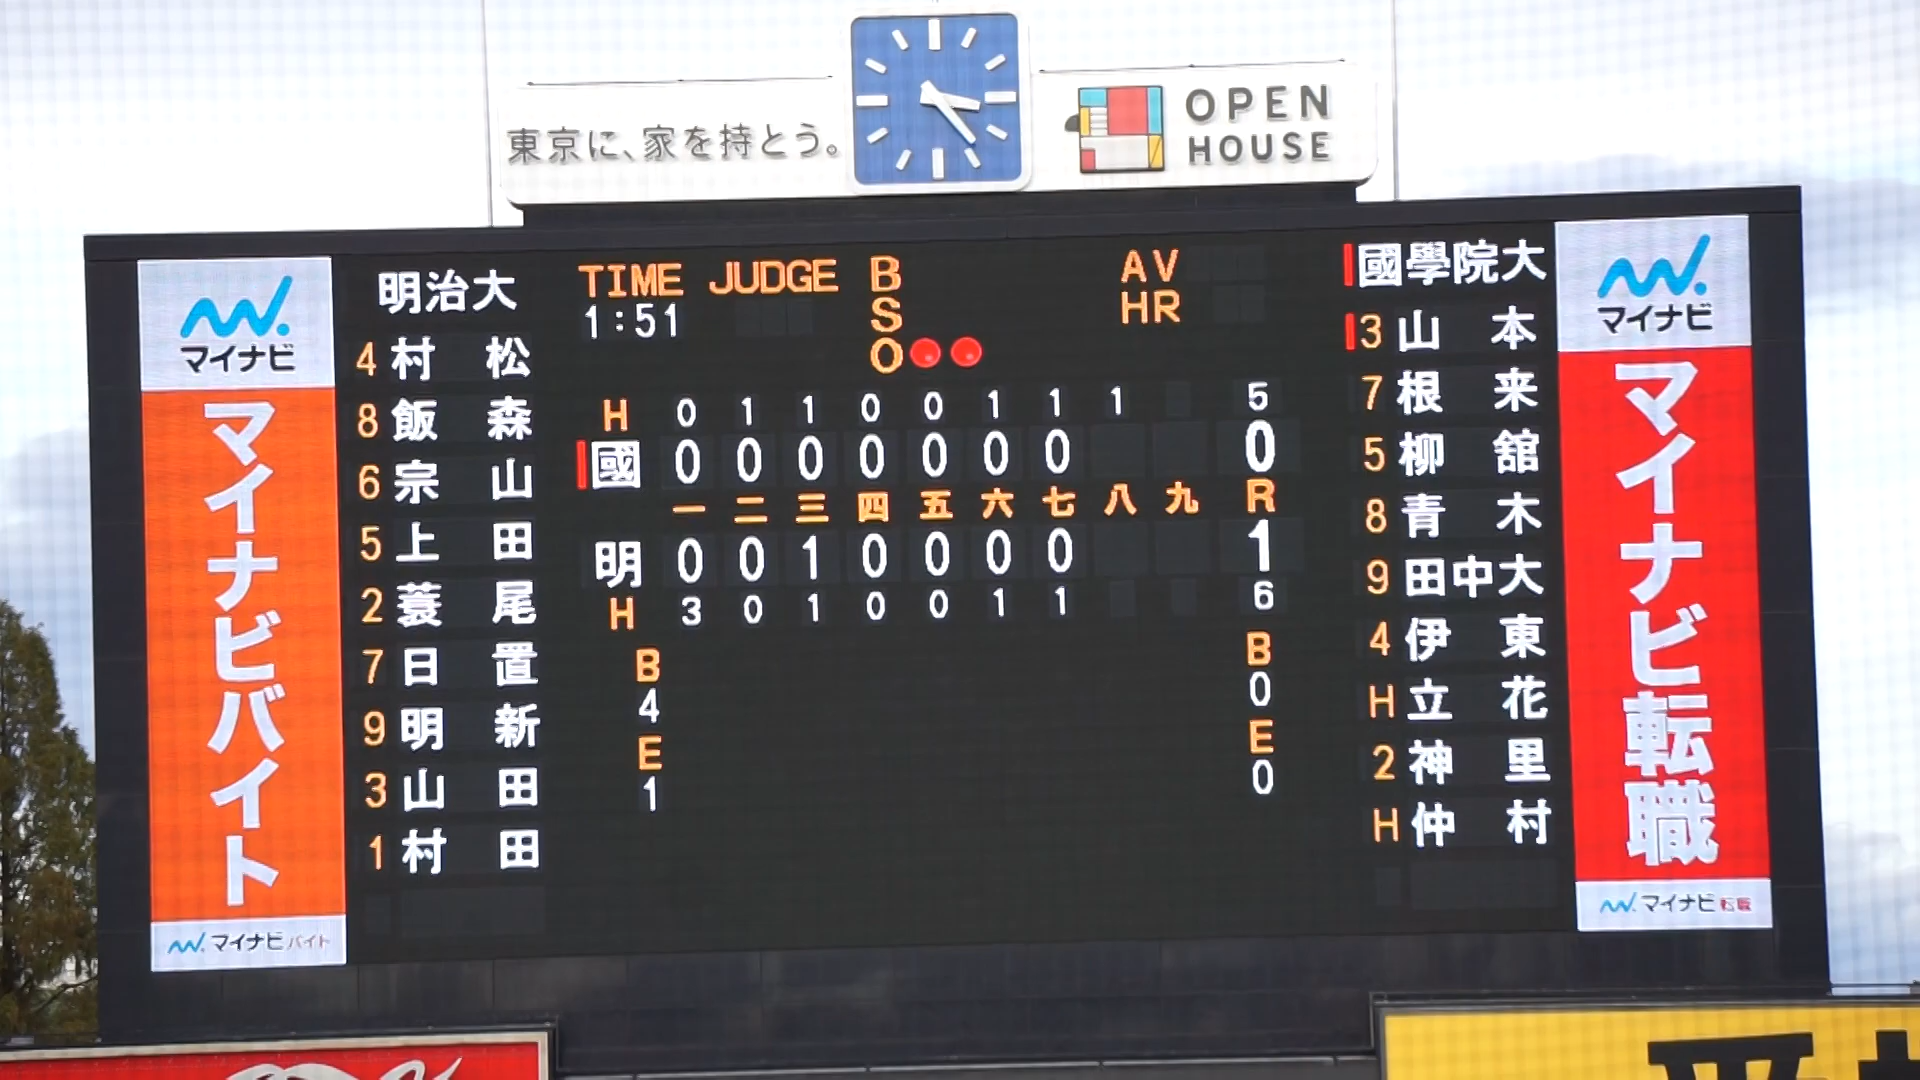 東京に、家を持とう。
OPEN
HOUSE
マイナビ
マイナビバイト
マイナビバイト
明治大
4 村 松
8 飯 森
6 宗 山
5 上 田
2 蓑 尾
7 日 置
9 明 新
3 山 田
1 村 田
TIME JUDGE
1:51
B
S
O
AV
HR
H 0 1 1 0 0 1 1 1 5
國 0 0 0 0 0 0 0 0
一 二 三 四 五 六 七 八 九 R
明 0 0 1 0 0 0 0 1
H 3 0 1 0 0 1 1 6
B
4
E
1
B
0
E
0
國學院大
3 山 本
7 根 来
5 柳 舘
8 青 木
9 田中大
4 伊 東
H 立 花
2 神 里
H 仲 村
マイナビ
マイナビ転職
マイナビ転職